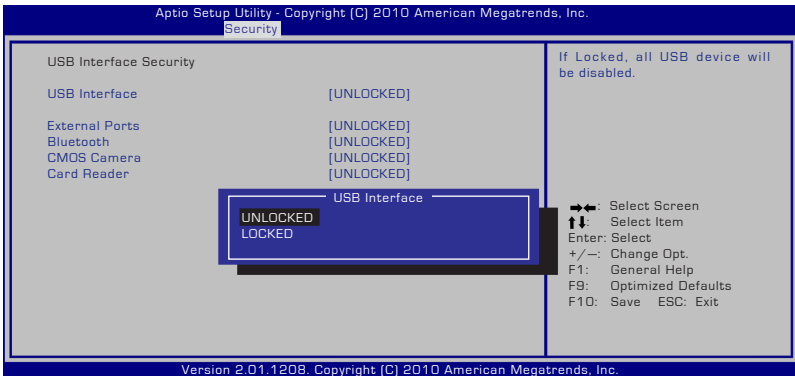 Aptio Setup Utility - Copyright (C) 2010 American Megatrends, Inc.
Security
USB Interface Security
USB Interface [UNLOCKED]
External Ports [UNLOCKED]
Bluetooth [UNLOCKED]
CMOS Camera [UNLOCKED]
Card Reader [UNLOCKED]
USB Interface
UNLOCKED
LOCKED
If Locked, all USB device will
be disabled.
→←: Select Screen
↑↓: Select Item
Enter: Select
+/—: Change Opt.
F1: General Help
F9: Optimized Defaults
F10: Save ESC: Exit
Version 2.01.1208. Copyright (C) 2010 American Megatrends, Inc.